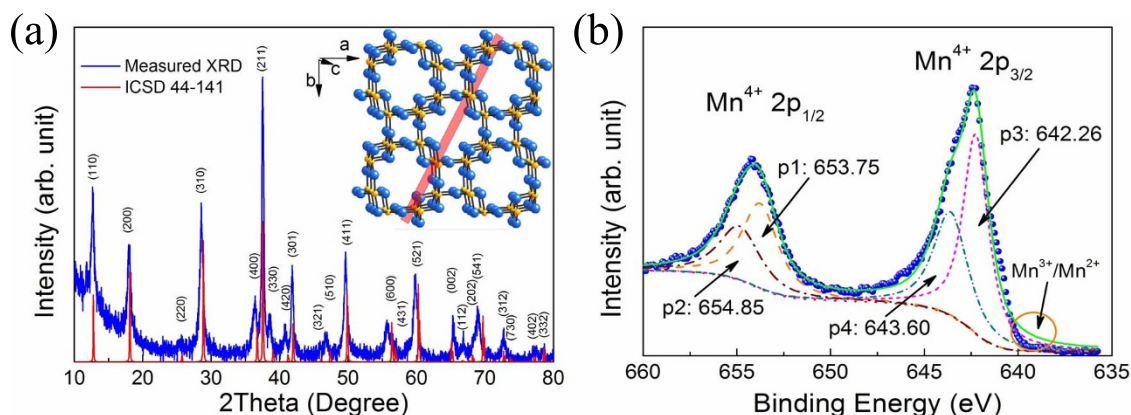 (a)
Measured XRD
ICSD 44-141
a
c
b
(110)
(200)
(220)
(310)
(400)
(211)
(330)
(420)
(301)
(321)
(510)
(411)
(600)
(431)
(521)
(002)
(112)
(202)
(541)
(312)
(730)
(402)
(332)
Intensity (arb. unit)
10 20 30 40 50 60 70 80
2Theta (Degree)
(b)
Mn⁴⁺ 2p₃/₂
Mn⁴⁺ 2p₁/₂
p3: 642.26
p1: 653.75
Mn³⁺/Mn²⁺
p2: 654.85
p4: 643.60
Intensity (arb. unit)
660 655 650 645 640 635
Binding Energy (eV)